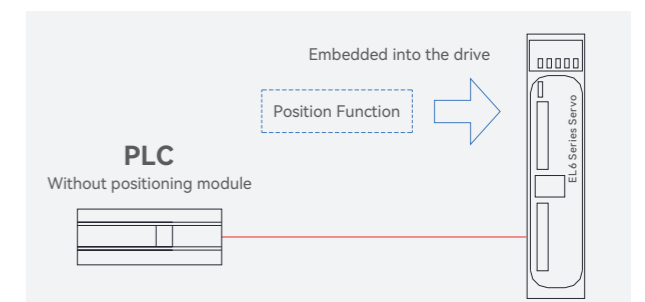 Embedded into the drive
Position Function
PLC
Without positioning module
EL6 Series Servo